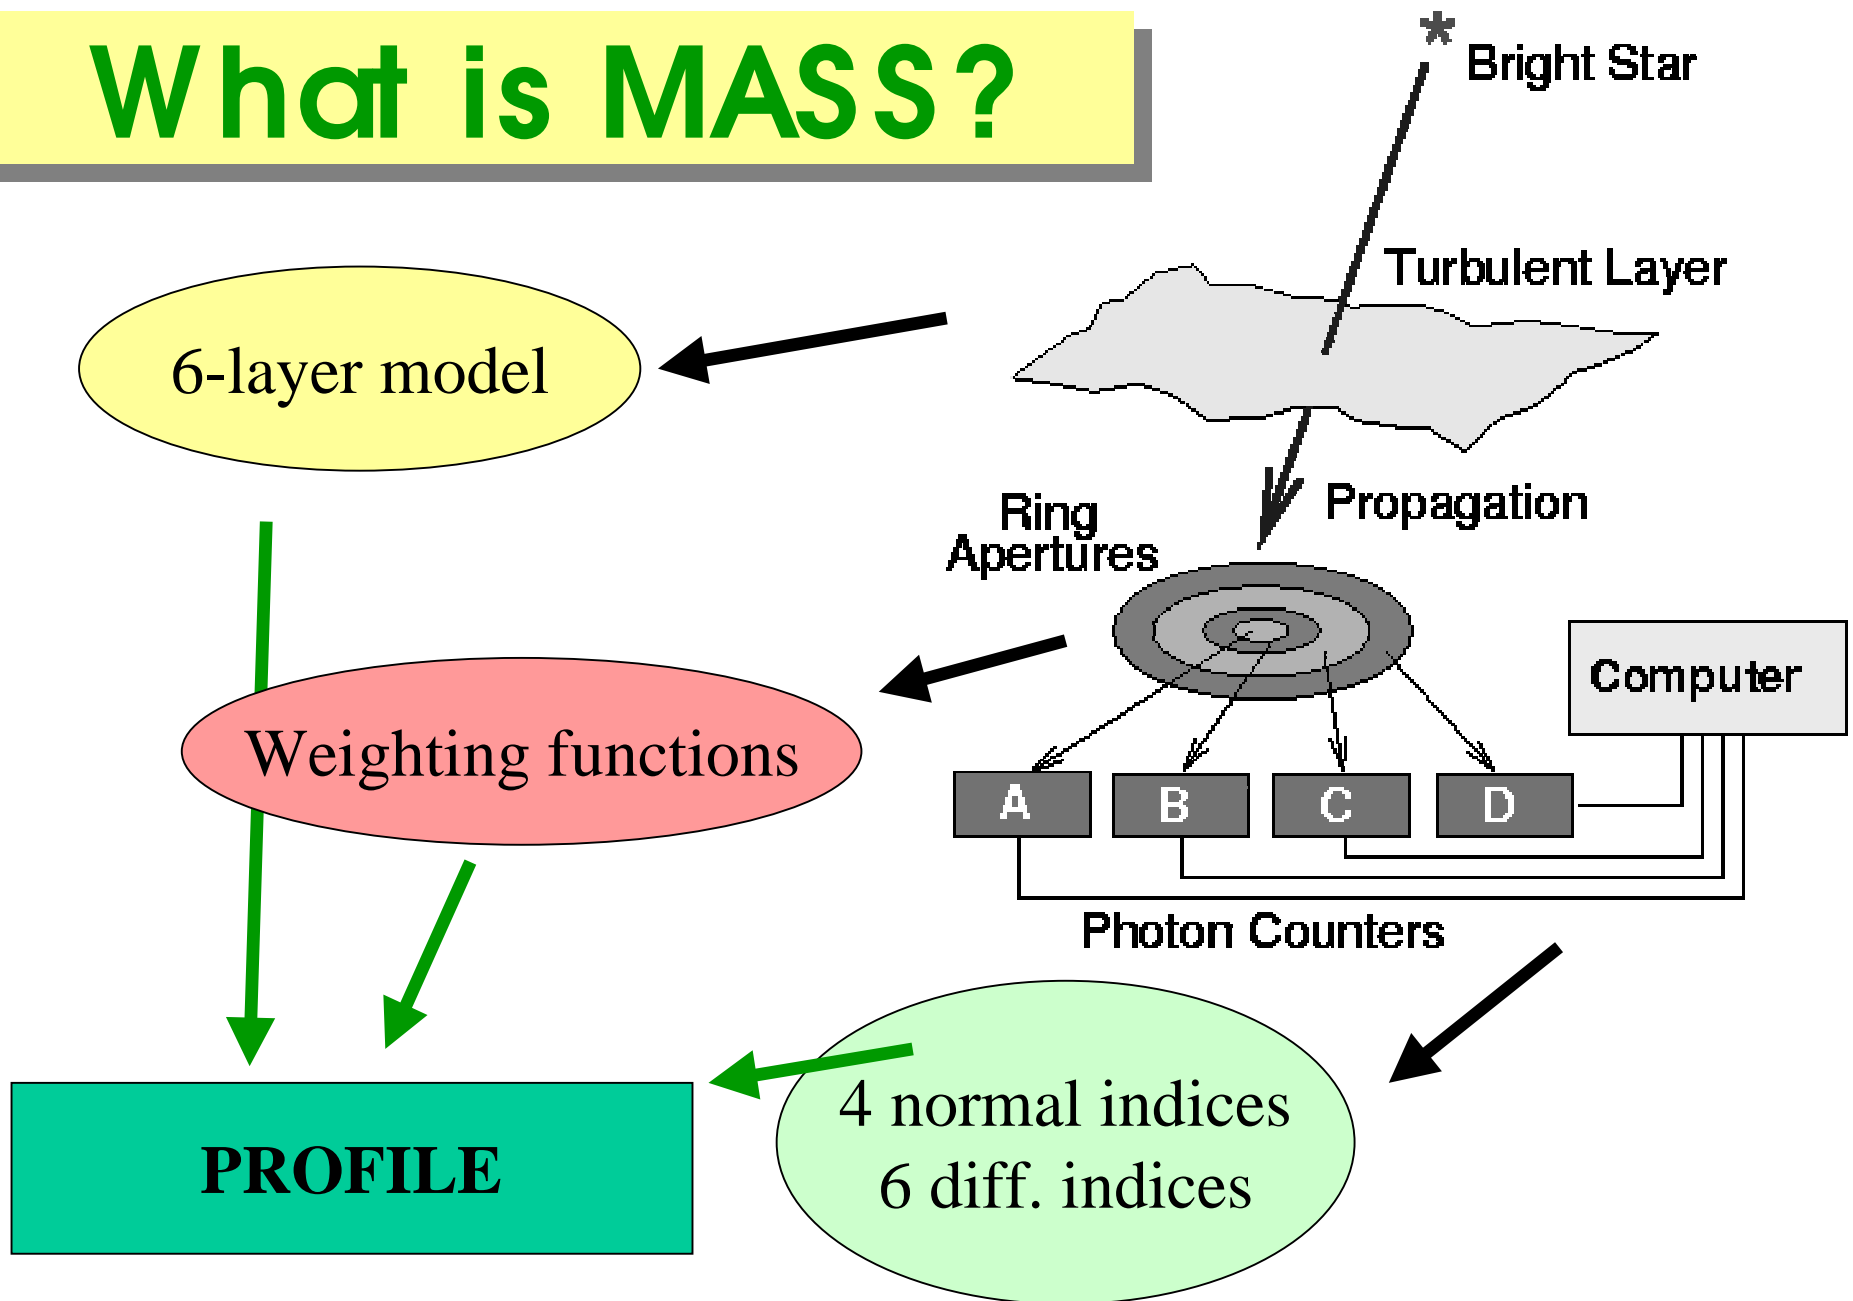 What is MASS?
*
Bright Star
Turbulent Layer
6-layer model
Propagation
Ring
Apertures
Computer
Weighting functions
A B C D
Photon Counters
4 normal indices
6 diff. indices
PROFILE